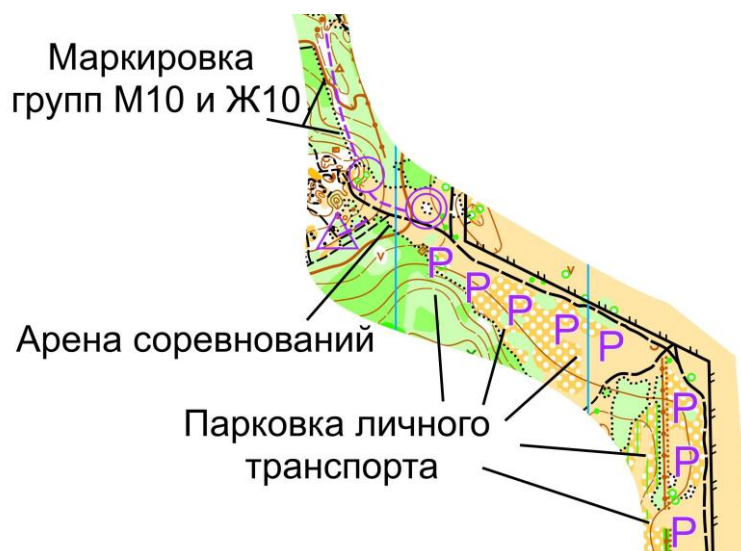 Маркировка
групп М10 и Ж10
P
P
P
P
P
Арена соревнований
P
Парковка личного
транспорта
P
P